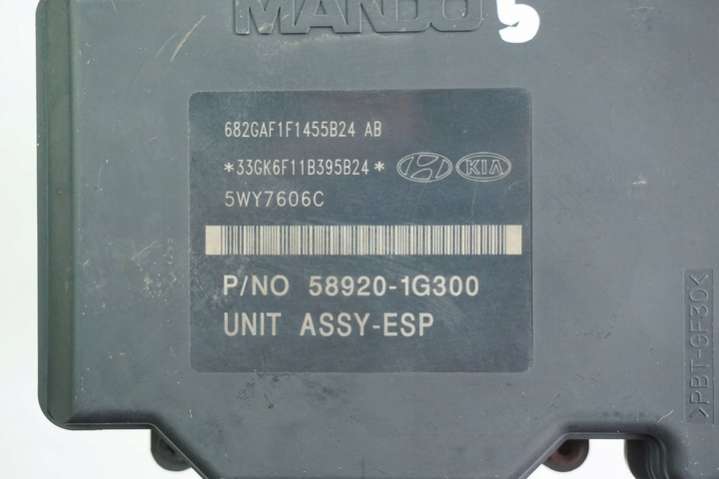 MANDO 5
682GAF1F1455B24 AB
*33GK6F11B395B24*
KIA
5WY7606C
P/NO 58920-1G300
UNIT ASSY-ESP
>PBT-GF30<